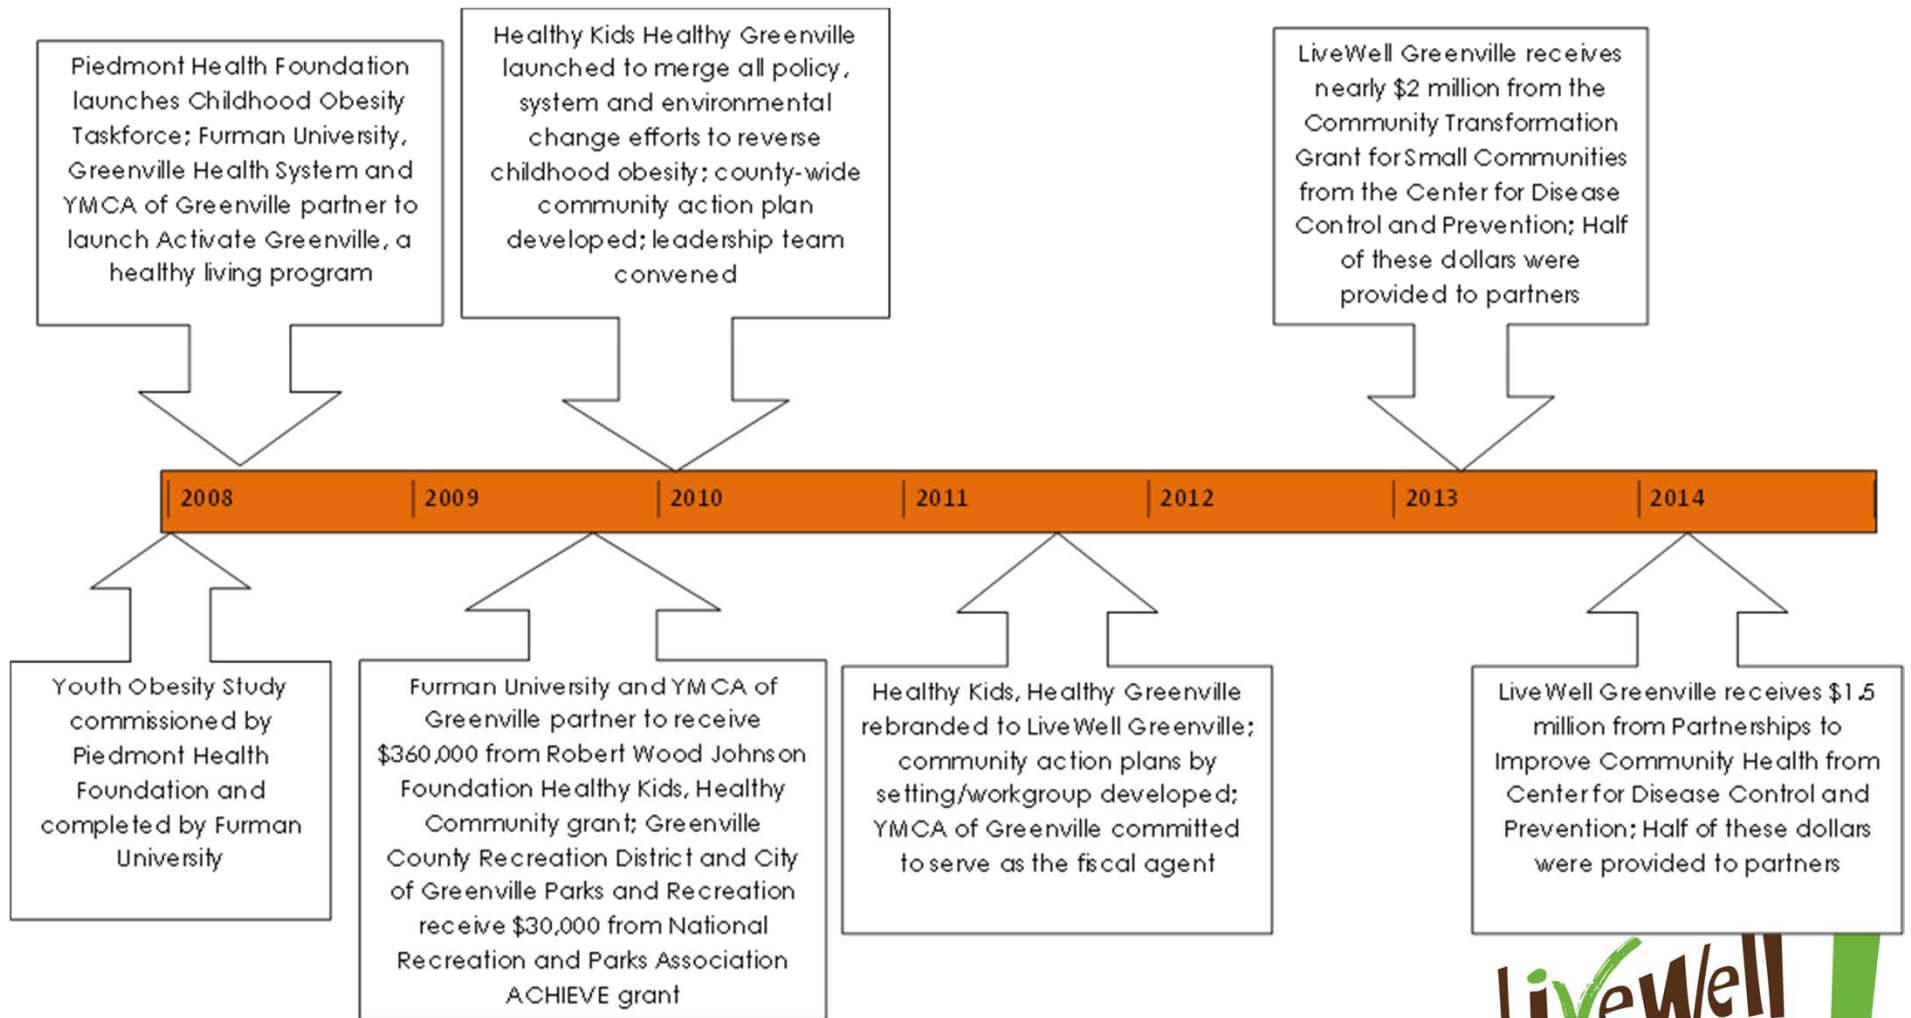 Piedmont Health Foundation
launches Childhood Obesity
Taskforce; Furman University,
Greenville Health System and
YMCA of Greenville partner to
launch Activate Greenville, a
healthy living program
Healthy Kids Healthy Greenville
launched to merge all policy,
system and environmental
change efforts to reverse
childhood obesity; county-wide
community action plan
developed; leadership team
convened
LiveWell Greenville receives
nearly $2 million from the
Community Transformation
Grant for Small Communities
from the Center for Disease
Control and Prevention; Half
of these dollars were
provided to partners
2008 2009 2010 2011 2012 2013 2014
Youth Obesity Study
commissioned by
Piedmont Health
Foundation and
completed by Furman
University
Furman University and YMCA of
Greenville partner to receive
$360,000 from Robert Wood Johnson
Foundation Healthy Kids, Healthy
Community grant; Greenville
County Recreation District and City
of Greenville Parks and Recreation
receive $30,000 from National
Recreation and Parks Association
ACHIEVE grant
Healthy Kids, Healthy Greenville
rebranded to LiveWell Greenville;
community action plans by
setting/workgroup developed;
YMCA of Greenville committed
to serve as the fiscal agent
LiveWell Greenville receives $1.5
million from Partnerships to
Improve Community Health from
Center for Disease Control and
Prevention; Half of these dollars
were provided to partners
LiveWell